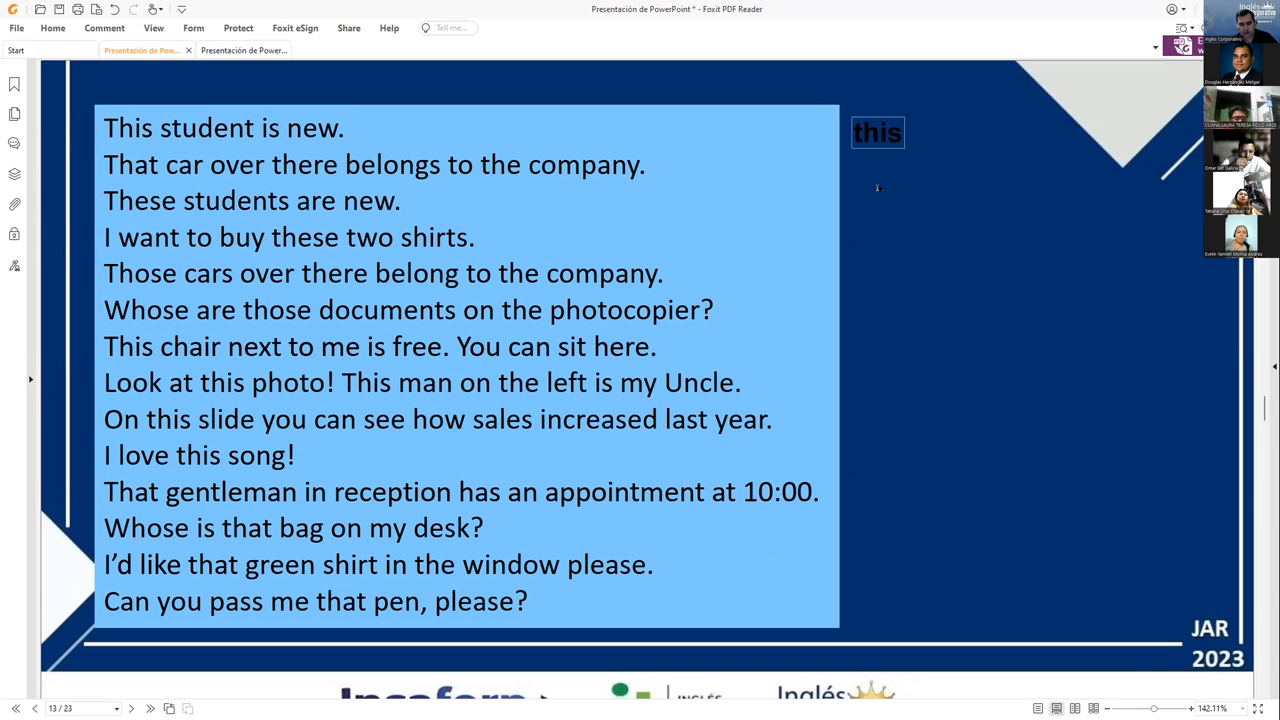 Presentación de PowerPoint * - Foxit PDF Reader
File Home Comment View Form Protect Foxit eSign Share Help Tell me...
Start Presentación de Pow... Presentación de Power...
Inglés Corporativo
Douglas Hernández Melgar
This student is new.
this
That car over there belongs to the company.
These students are new.
I want to buy these two shirts.
Those cars over there belong to the company.
Whose are those documents on the photocopier?
This chair next to me is free. You can sit here.
Look at this photo! This man on the left is my Uncle.
On this slide you can see how sales increased last year.
I love this song!
That gentleman in reception has an appointment at 10:00.
Whose is that bag on my desk?
I’d like that green shirt in the window please.
Can you pass me that pen, please?
JAR
2023
INGLÉS
Inglés
13 / 23
142.11%